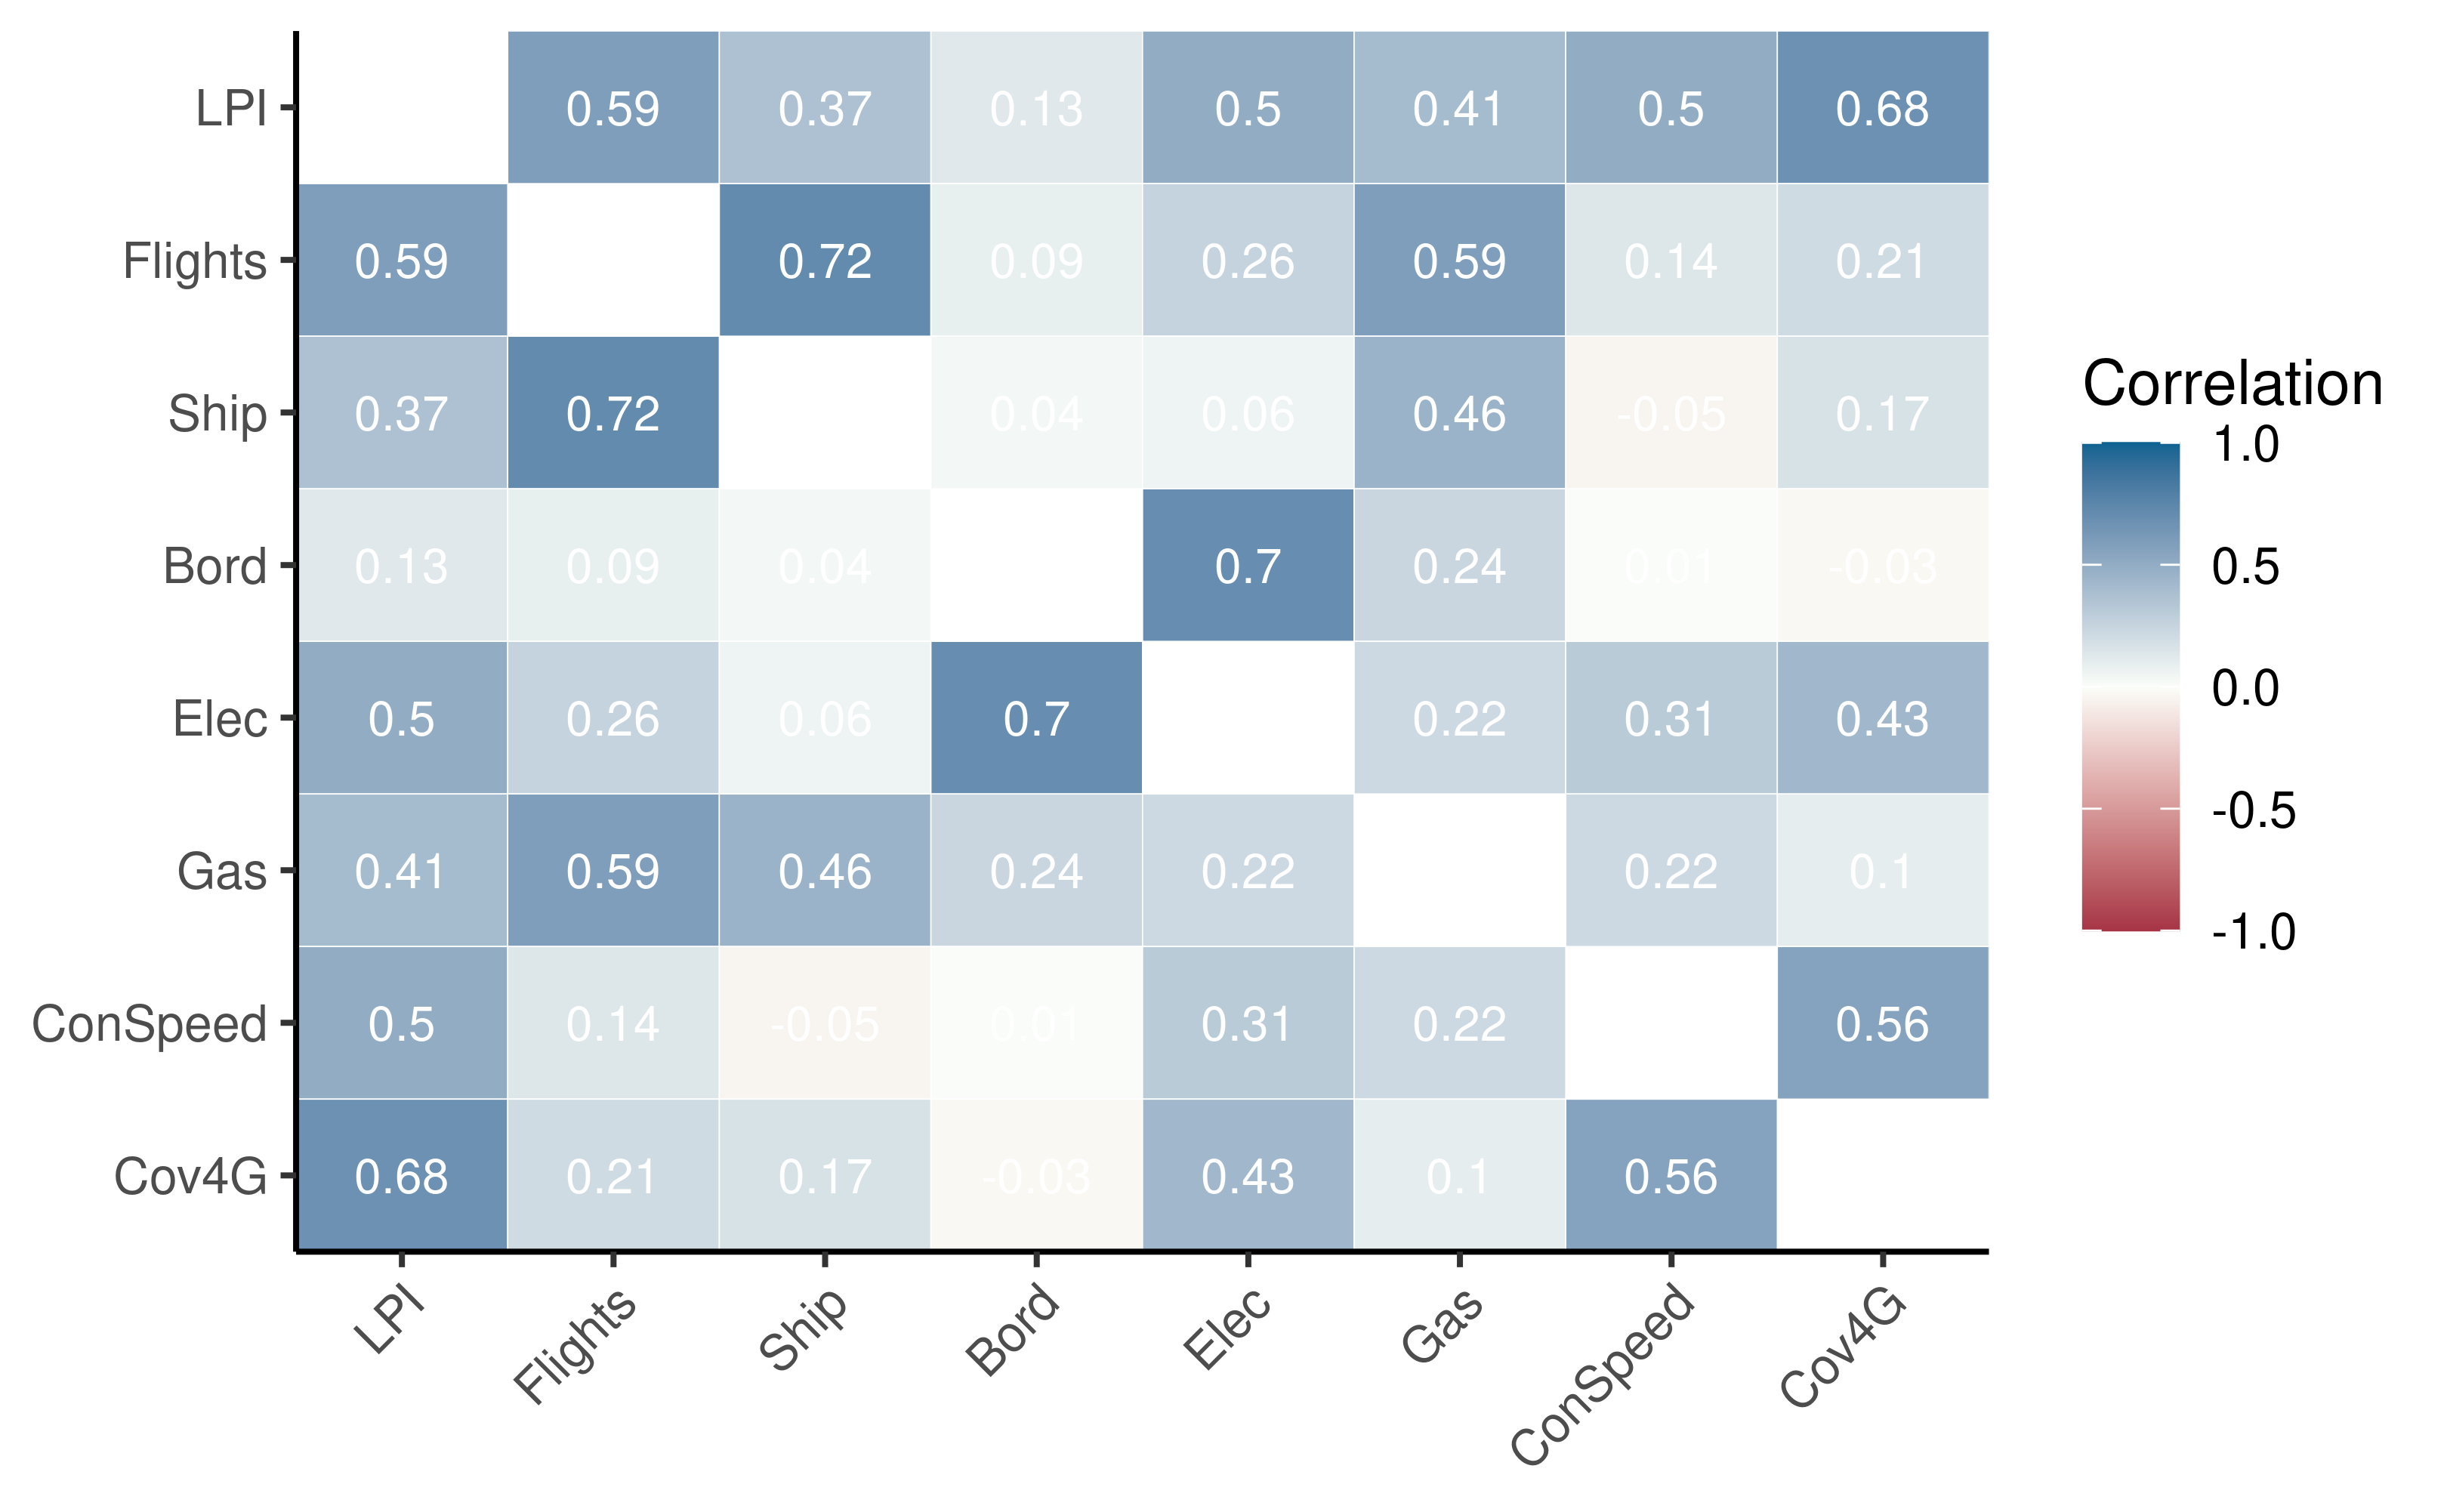 LPI 0.59 0.37 0.13 0.5 0.41 0.5 0.68
Flights 0.59 0.72 0.09 0.26 0.59 0.14 0.21
Ship 0.37 0.72 0.04 0.06 0.46 -0.05 0.17
Bord 0.13 0.09 0.04 0.7 0.24 0.01 -0.03
Elec 0.5 0.26 0.06 0.7 0.22 0.31 0.43
Gas 0.41 0.59 0.46 0.24 0.22 0.22 0.1
ConSpeed 0.5 0.14 -0.05 0.01 0.31 0.22 0.56
Cov4G 0.68 0.21 0.17 -0.03 0.43 0.1 0.56
LPI Flights Ship Bord Elec Gas ConSpeed Cov4G
Correlation
1.0
0.5
0.0
-0.5
-1.0